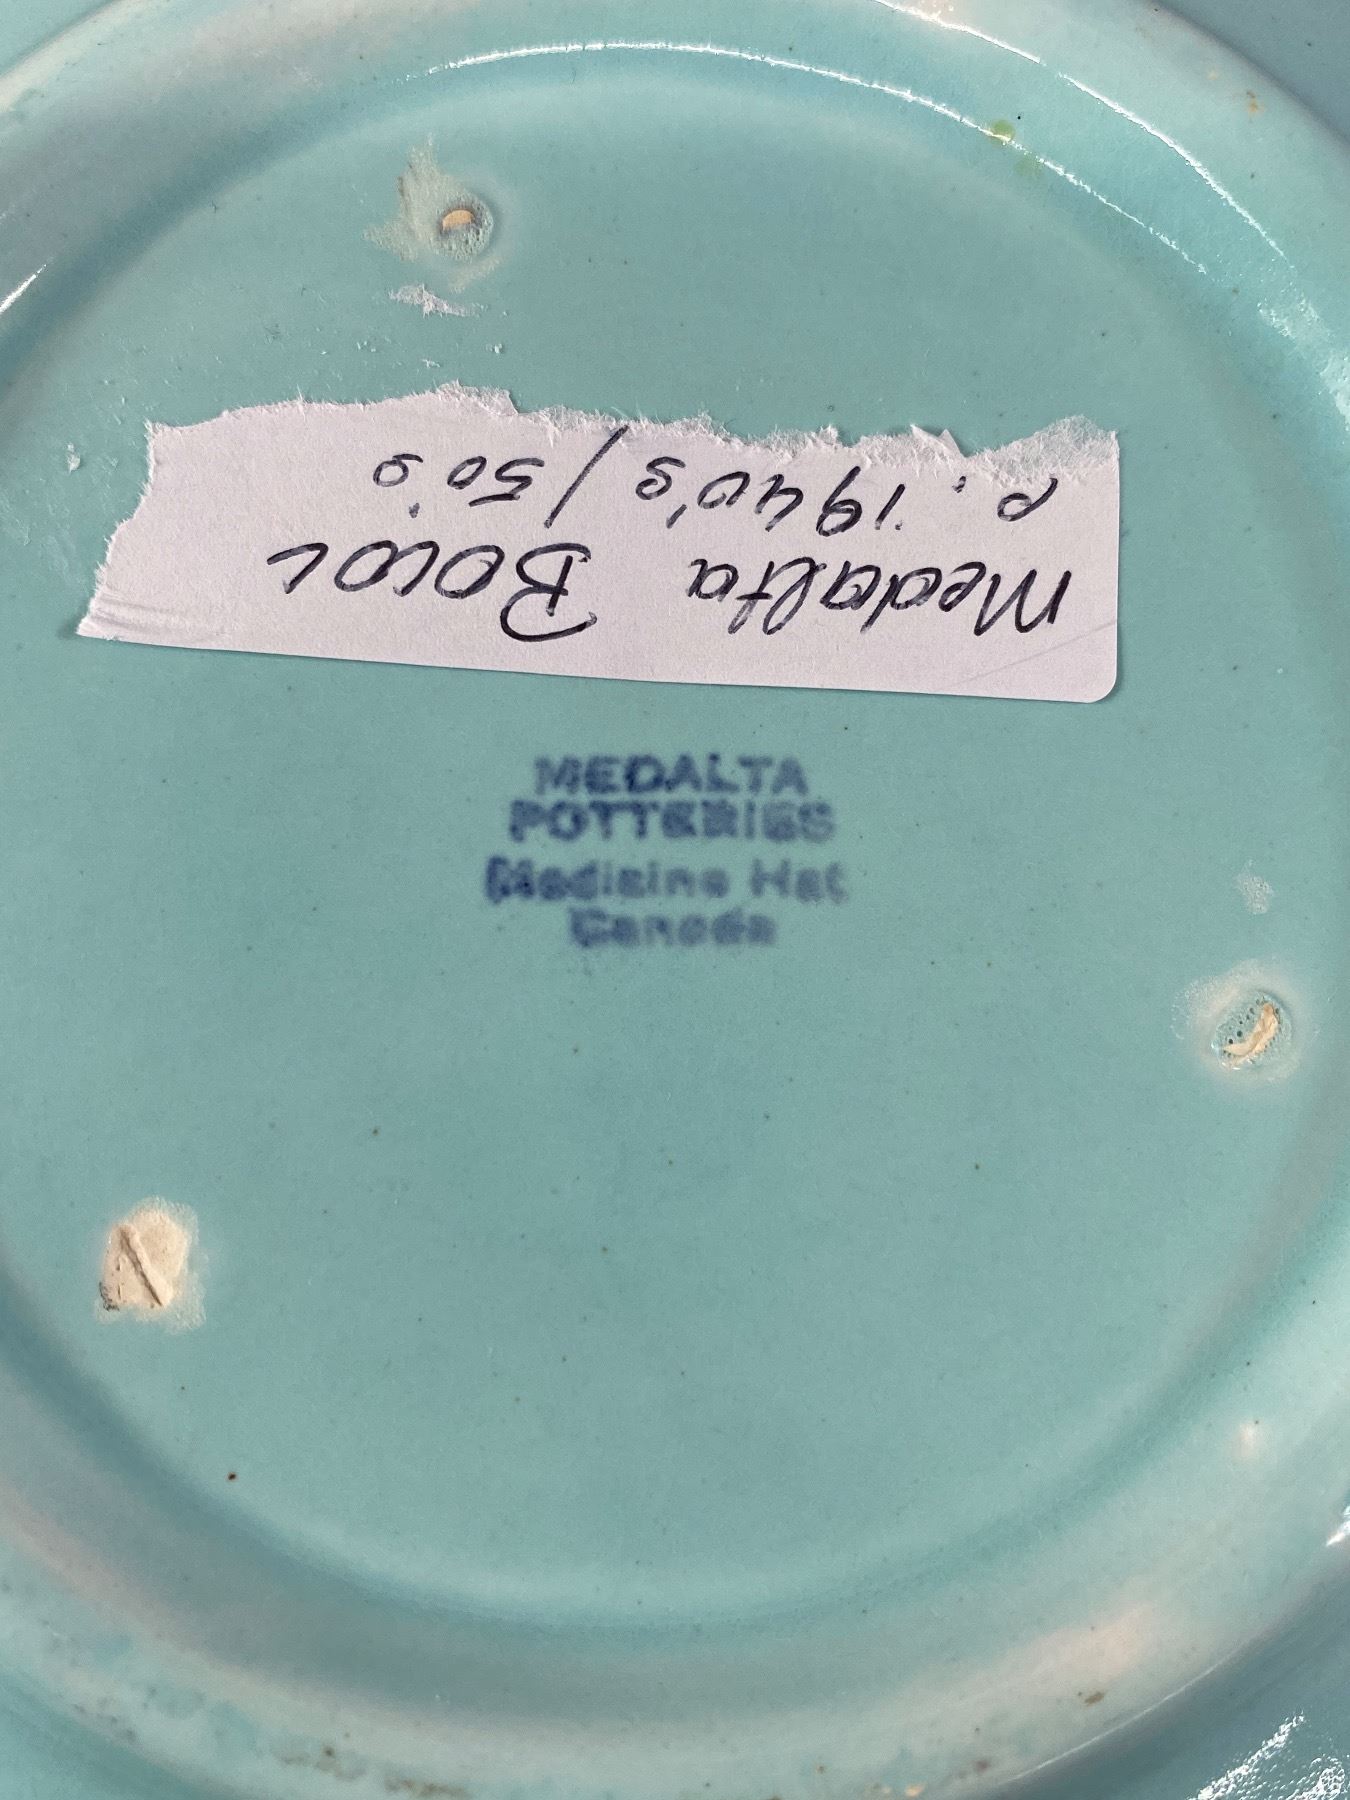 Medalta Bowl
c. 1940's / 50's
MEDALTA
POTTERIES
Medicine Hat
Canada